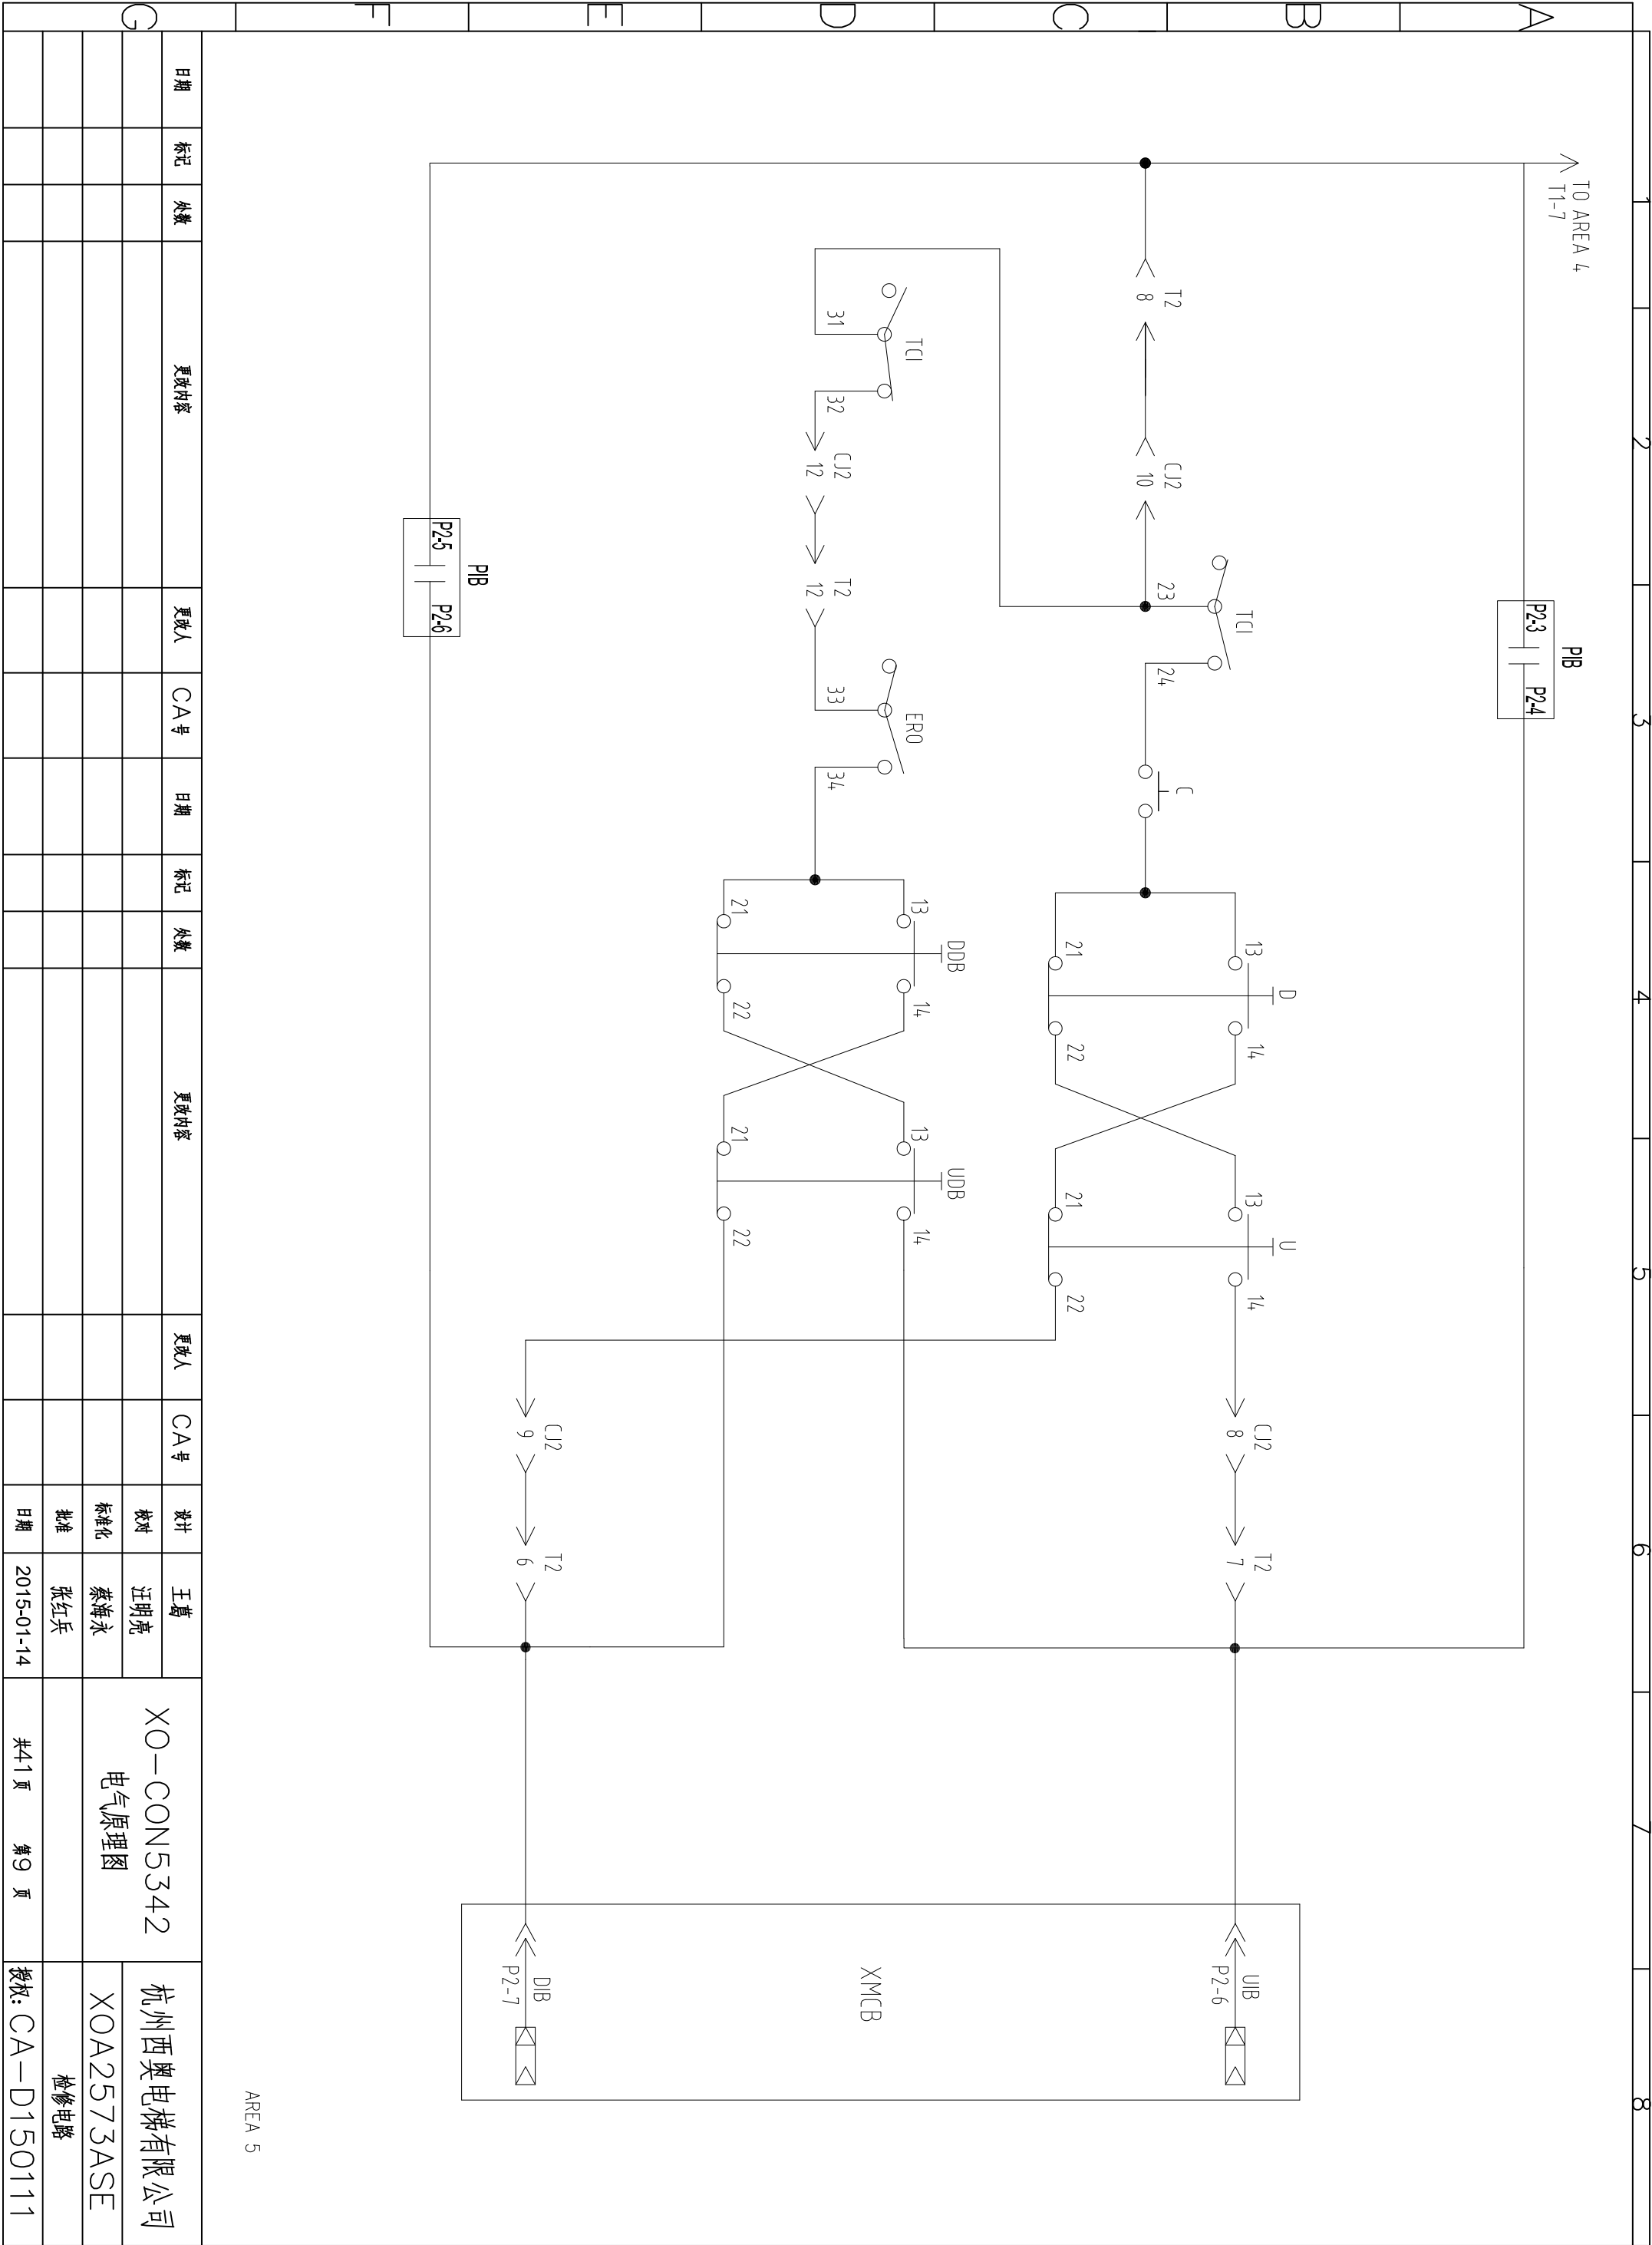 1
2
3
4
5
6
7
8
A
B
C
D
E
F
G
TO AREA 4
T1-7
PIB
P2-3
P2-4
T2
8
CJ2
10
TCI
23
24
C
D
13
14
21
22
U
13
14
21
22
CJ2
8
T2
7
UIB
P2-6
XMCB
TCI
31
32
CJ2
12
T2
12
ERO
33
34
DDB
13
14
21
22
UDB
13
14
21
22
CJ2
9
T2
6
DIB
P2-7
PIB
P2-5
P2-6
AREA 5
日期 标记 处数 更改内容 更改人 CA号 日期 标记 处数 更改内容 更改人 CA号
设计 王葛
校对 汪明亮
标准化 蔡海永
批准 张红兵
日期 2015-01-14
XO-CON5342
电气原理图
共41页 第9 页
杭州西奥电梯有限公司
XOA2573ASE
检修电路
授权: CA-D150111